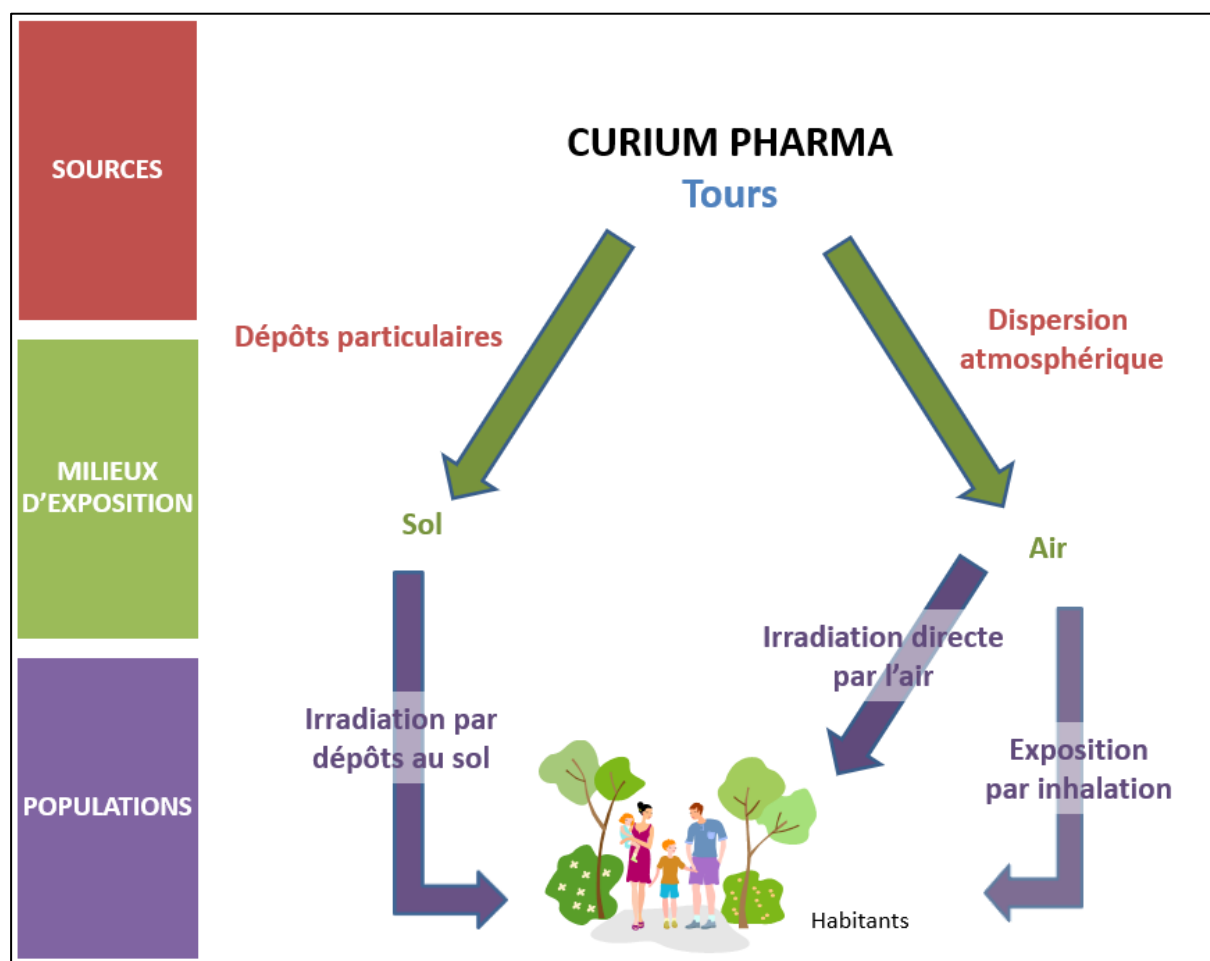 SOURCES
CURIUM PHARMA
Tours
Dépôts particulaires
Dispersion
atmosphérique
MILIEUX
D'EXPOSITION
Sol
Air
Irradiation directe
par l'air
POPULATIONS
Irradiation par
dépôts au sol
Exposition
par inhalation
Habitants